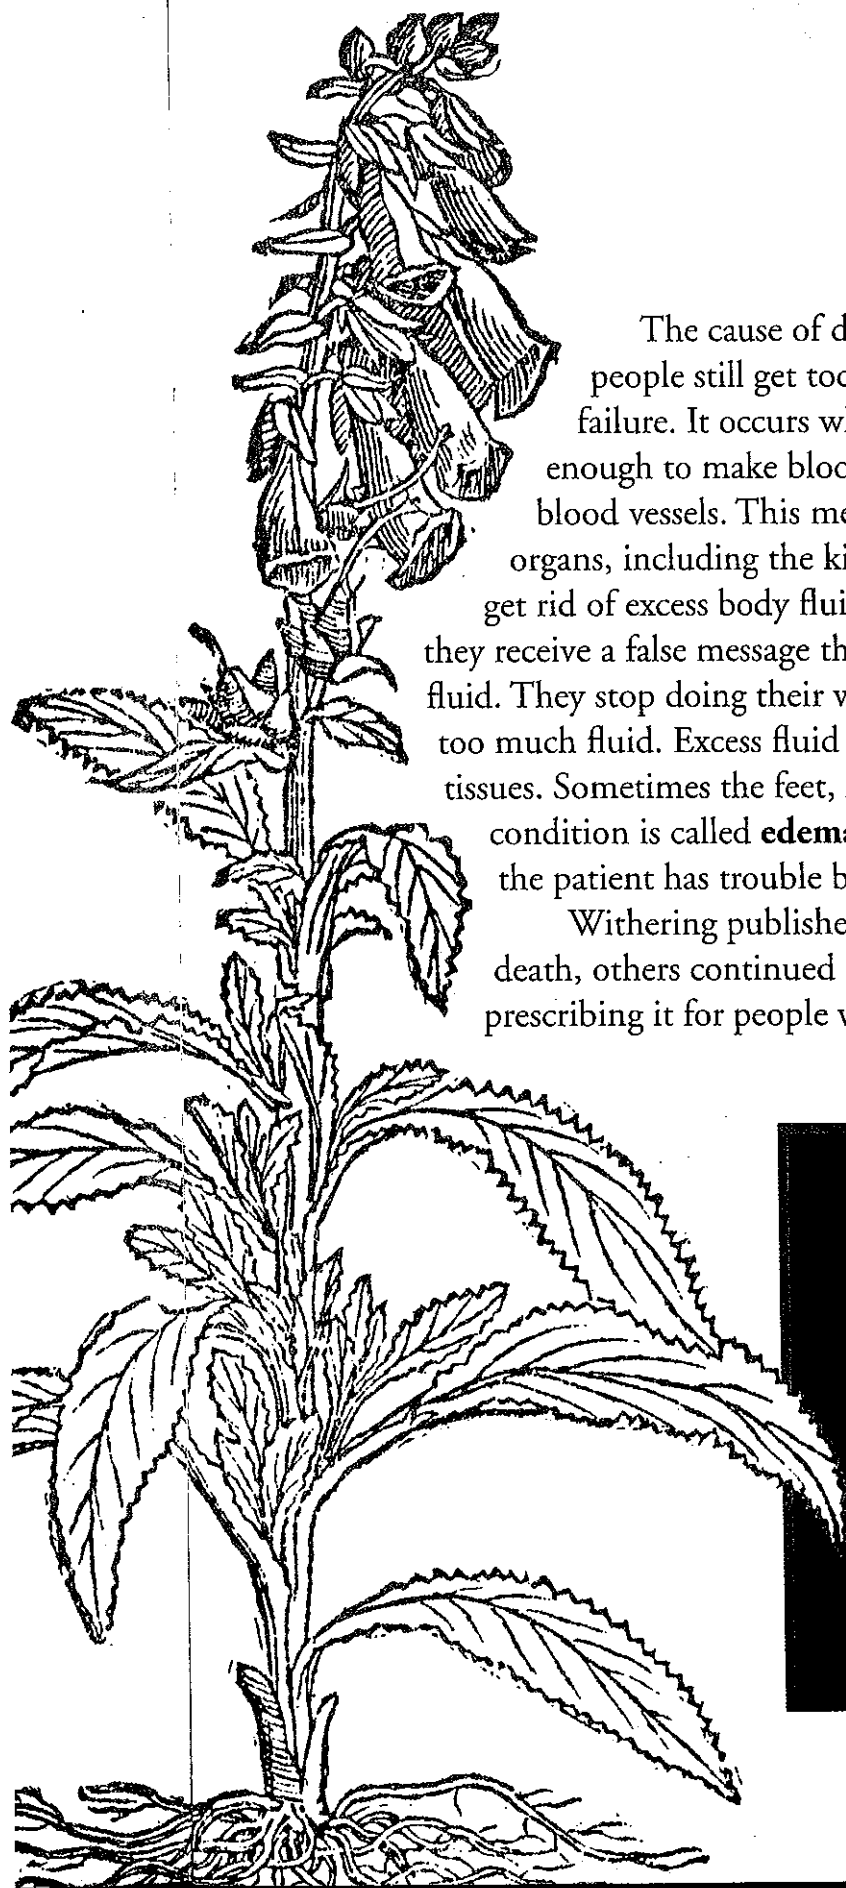 The cause of d
people still get too
failure. It occurs w
enough to make bloo
blood vessels. This me
organs, including the ki
get rid of excess body flui
they receive a false message th
fluid. They stop doing their w
too much fluid. Excess fluid
tissues. Sometimes the feet,
condition is called edema
the patient has trouble b
Withering publishe
death, others continued
prescribing it for people w